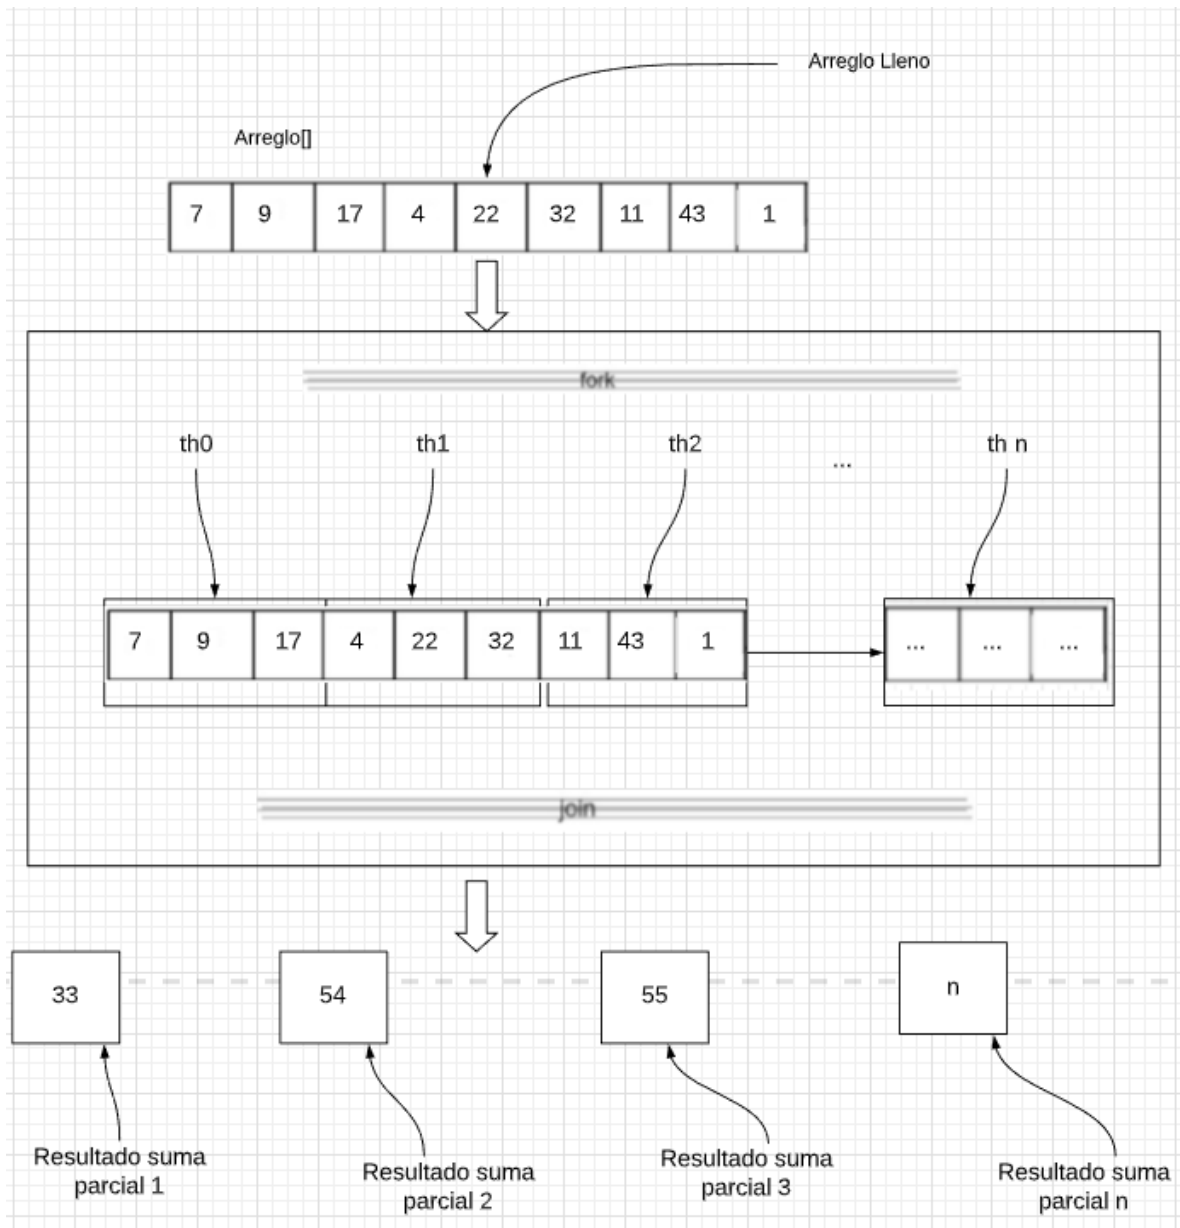 Arreglo Lleno
Arreglo[]
7 9 17 4 22 32 11 43 1
fork
th0 th1 th2 ... th n
7 9 17 4 22 32 11 43 1 ... ... ...
join
33 54 55 n
Resultado suma
parcial 1
Resultado suma
parcial 2
Resultado suma
parcial 3
Resultado suma
parcial n